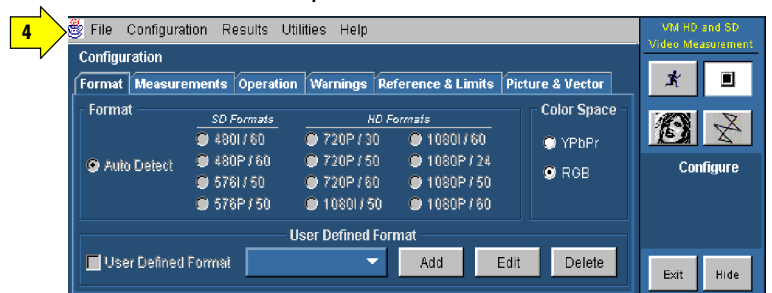 4
File Configuration Results Utilities Help
VM HD and SD
Video Measurement
Configuration
Format Measurements Operation Warnings Reference & Limits Picture & Vector
Format
SD Formats HD Formats
Color Space
480I / 60 720P / 30 1080I / 60
YPbPr
Auto Detect
480P / 60 720P / 50 1080P / 24
RGB
576I / 50 720P / 60 1080P / 50
576P / 50 1080I / 50 1080P / 60
Configure
User Defined Format
User Defined Format Add Edit Delete
Exit Hide